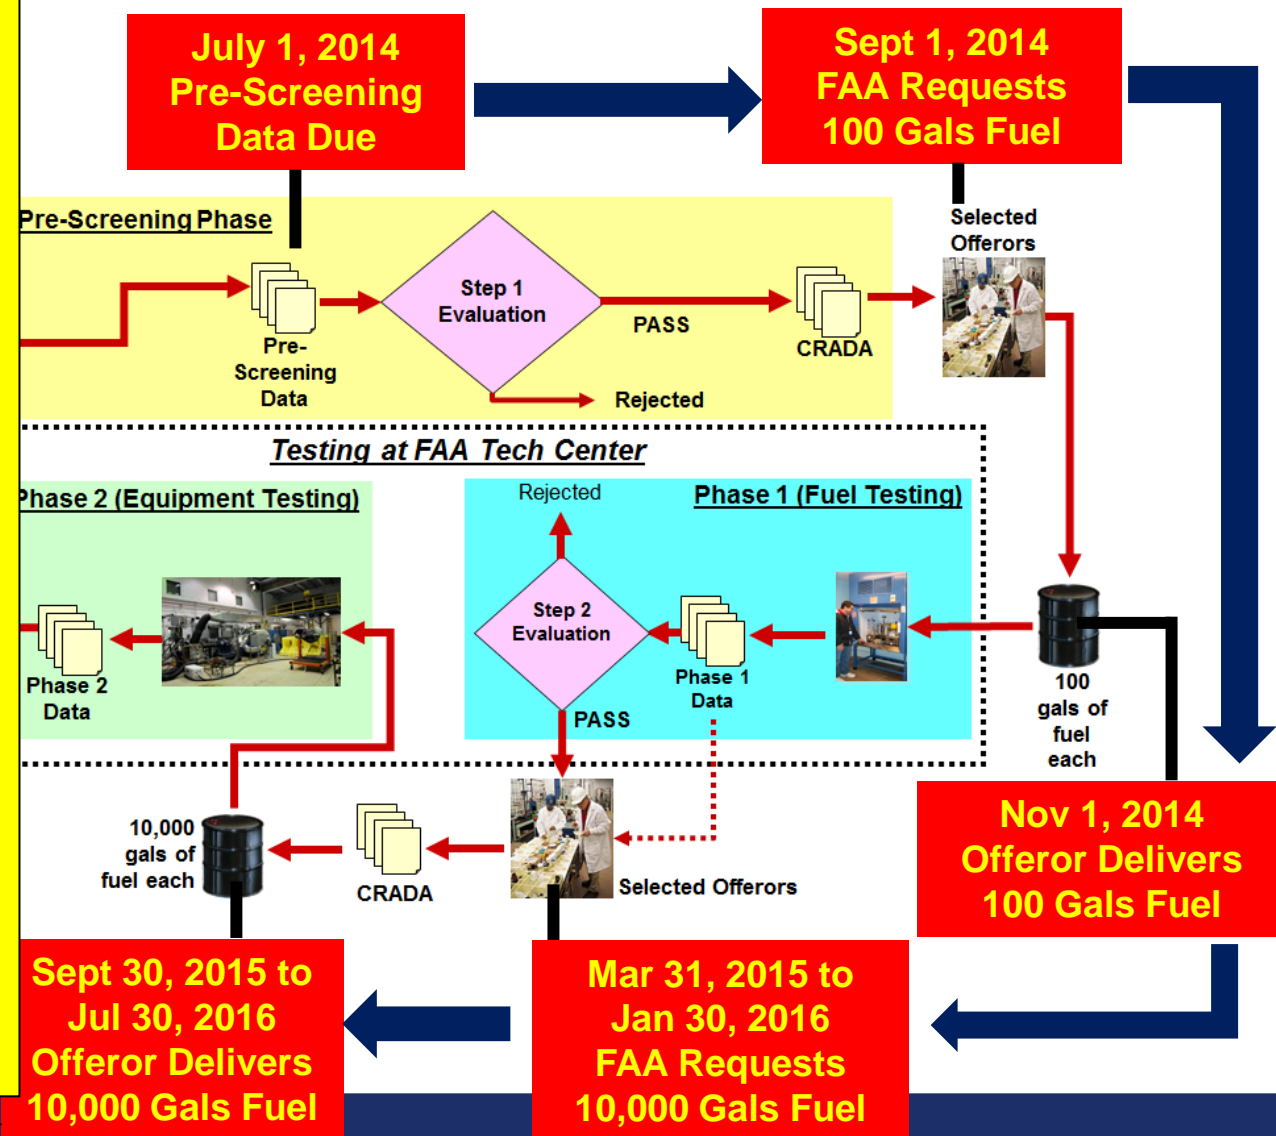 July 1, 2014
Pre-Screening
Data Due
Sept 1, 2014
FAA Requests
100 Gals Fuel
Pre-Screening Phase
Selected
Offerors
Step 1
Evaluation
PASS
Pre-
Screening
Data
CRADA
Rejected
Testing at FAA Tech Center
Phase 2 (Equipment Testing)
Rejected
Phase 1 (Fuel Testing)
Step 2
Evaluation
Phase 1
Data
Phase 2
Data
PASS
100
gals of
fuel
each
10,000
gals of
fuel each
CRADA
Selected Offerors
Nov 1, 2014
Offeror Delivers
100 Gals Fuel
Sept 30, 2015 to
Jul 30, 2016
Offeror Delivers
10,000 Gals Fuel
Mar 31, 2015 to
Jan 30, 2016
FAA Requests
10,000 Gals Fuel